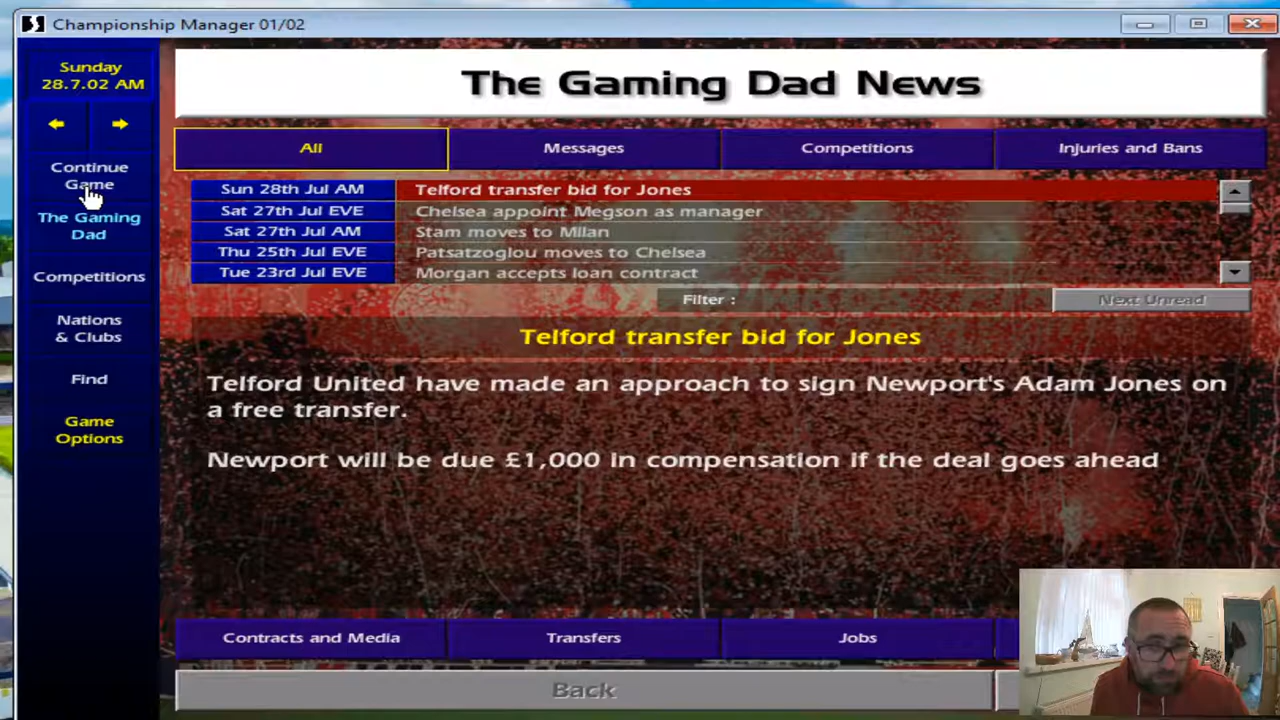 Championship Manager 01/02
Sunday
28.7.02 AM
Continue
Game
The Gaming
Dad
Competitions
Nations
& Clubs
Find
Game
Options
The Gaming Dad News
All
Messages
Competitions
Injuries and Bans
Sun 28th Jul AM Telford transfer bid for Jones
Sat 27th Jul EVE Chelsea appoint Megson as manager
Sat 27th Jul AM Stam moves to Milan
Thu 25th Jul EVE Patsatzoglou moves to Chelsea
Tue 23rd Jul EVE Morgan accepts loan contract
Filter :
Next Unread
Telford transfer bid for Jones
Telford United have made an approach to sign Newport's Adam Jones on
a free transfer.
Newport will be due £1,000 in compensation if the deal goes ahead
Contracts and Media
Transfers
Jobs
Back